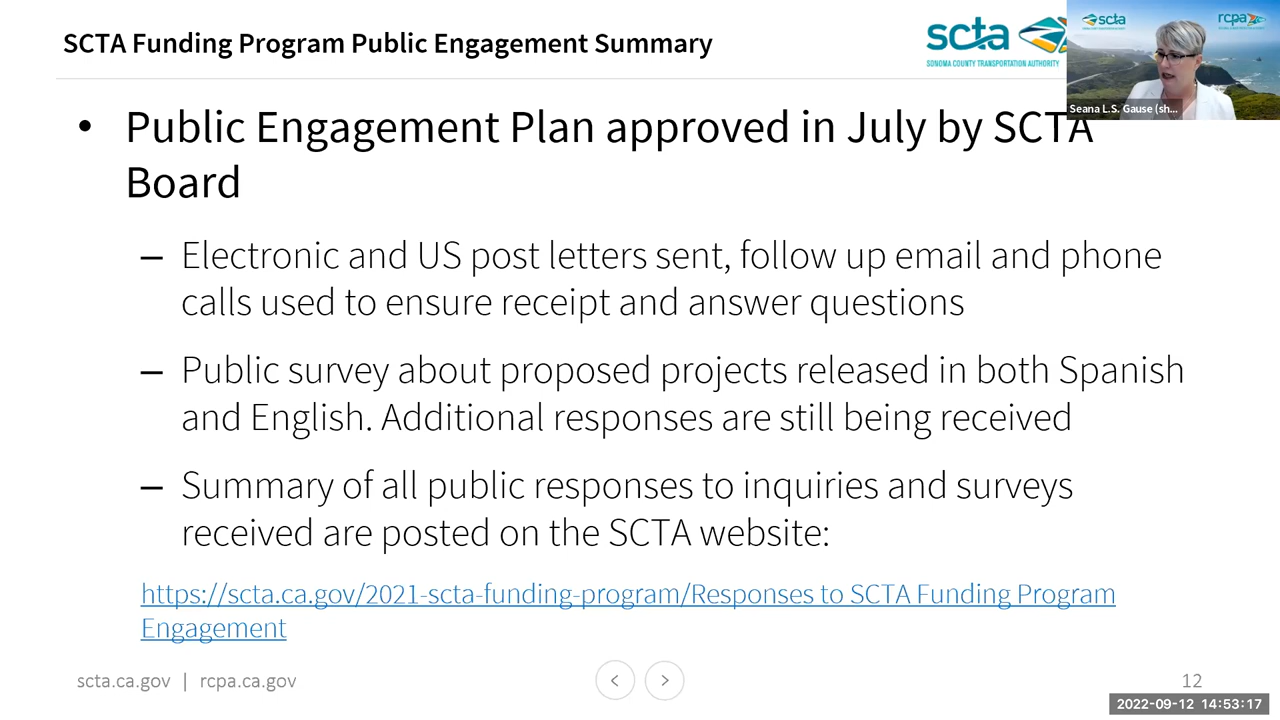 SCTA Funding Program Public Engagement Summary
scta
SONOMA COUNTY TRANSPORTATION AUTHORITY
scta
rcpa
Seana L.S. Gause (sh...
• Public Engagement Plan approved in July by SCTA
Board
– Electronic and US post letters sent, follow up email and phone
calls used to ensure receipt and answer questions
– Public survey about proposed projects released in both Spanish
and English. Additional responses are still being received
– Summary of all public responses to inquiries and surveys
received are posted on the SCTA website:
https://scta.ca.gov/2021-scta-funding-program/Responses to SCTA Funding Program
Engagement
scta.ca.gov | rcpa.ca.gov
12
2022-09-12 14:53:17